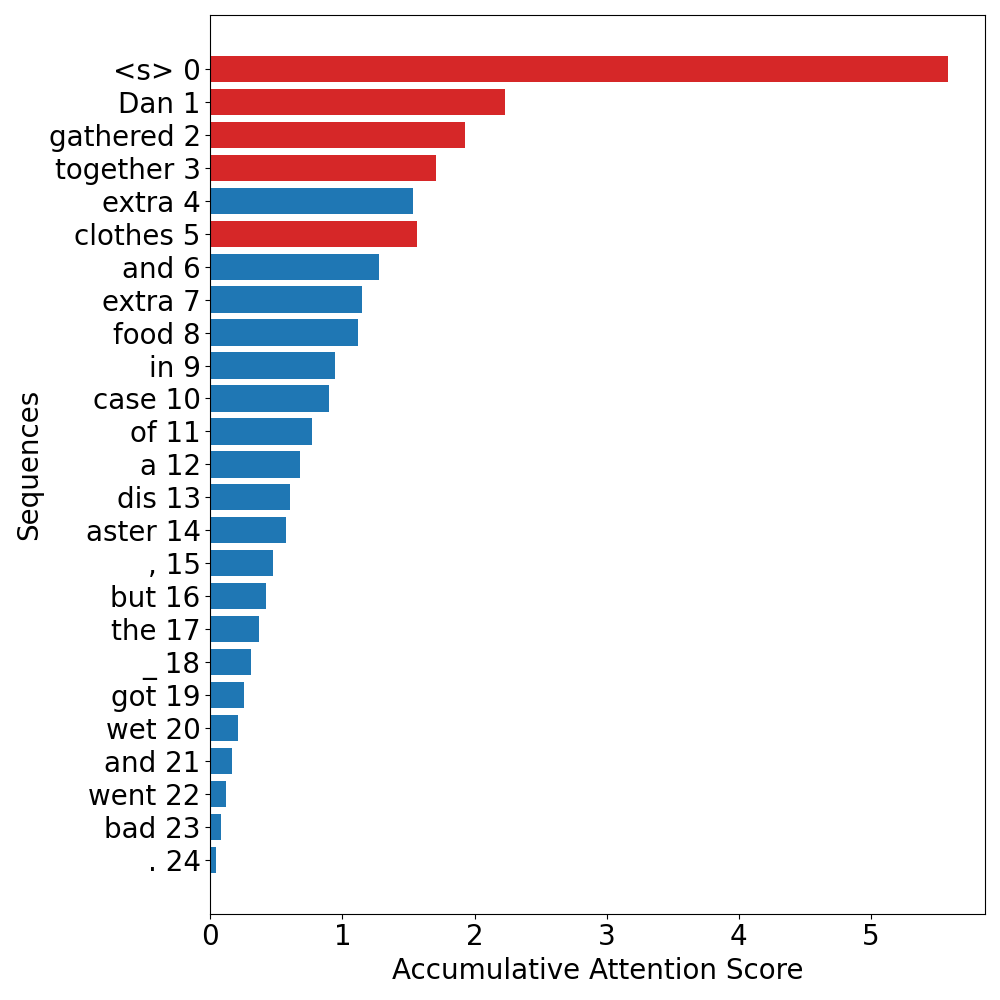 <s> 0
Dan 1
gathered 2
together 3
extra 4
clothes 5
and 6
extra 7
food 8
in 9
case 10
of 11
a 12
dis 13
aster 14
, 15
but 16
the 17
_ 18
got 19
wet 20
and 21
went 22
bad 23
. 24
Sequences
0 1 2 3 4 5
Accumulative Attention Score